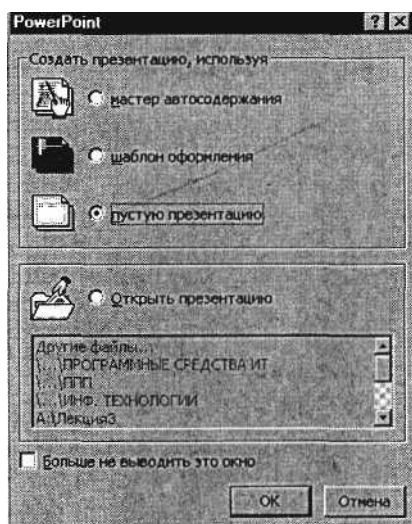 PowerPoint
Создать презентацию, используя
мастер автосодержания
шаблон оформления
пустую презентацию
Открыть презентацию
Другие файлы...
\...\ПРОГРАММНЫЕ СРЕДСТВА ИТ
\...\ППП
\...\ИНФ. ТЕХНОЛОГИИ
A:\Лекция3
Больше не выводить это окно
OK
Отмена